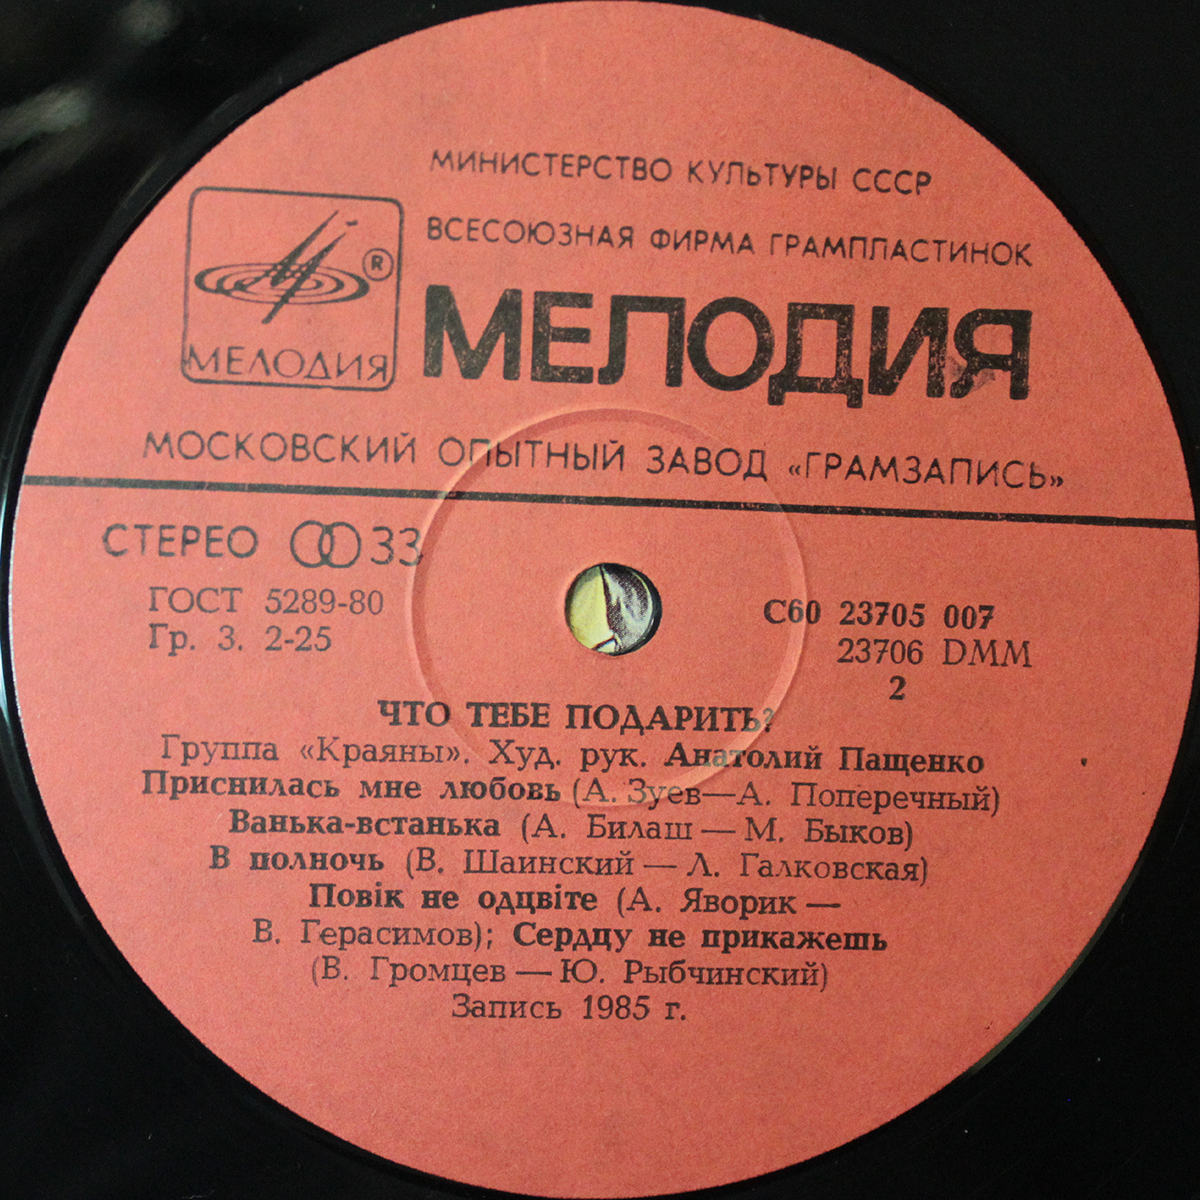 МИНИСТЕРСТВО КУЛЬТУРЫ СССР
ВСЕСОЮЗНАЯ ФИРМА ГРАМПЛАСТИНОК
®
МЕЛОДИЯ
МЕЛОДИЯ
МОСКОВСКИЙ ОПЫТНЫЙ ЗАВОД «ГРАМЗАПИСЬ»
СТЕРЕО 33
ГОСТ 5289-80
Гр. 3. 2-25
С60 23705 007
23706 DMM
2
ЧТО ТЕБЕ ПОДАРИТЬ?
Группа «Краяны». Худ. рук. Анатолий Пащенко
Приснилась мне любовь (А. Зуев — А. Поперечный)
Ванька-встанька (А. Билаш — М. Быков)
В полночь (В. Шаинский — Л. Галковская)
Повік не одцвіте (А. Яворик —
В. Герасимов); Сердцу не прикажешь
(В. Громцев — Ю. Рыбчинский)
Запись 1985 г.